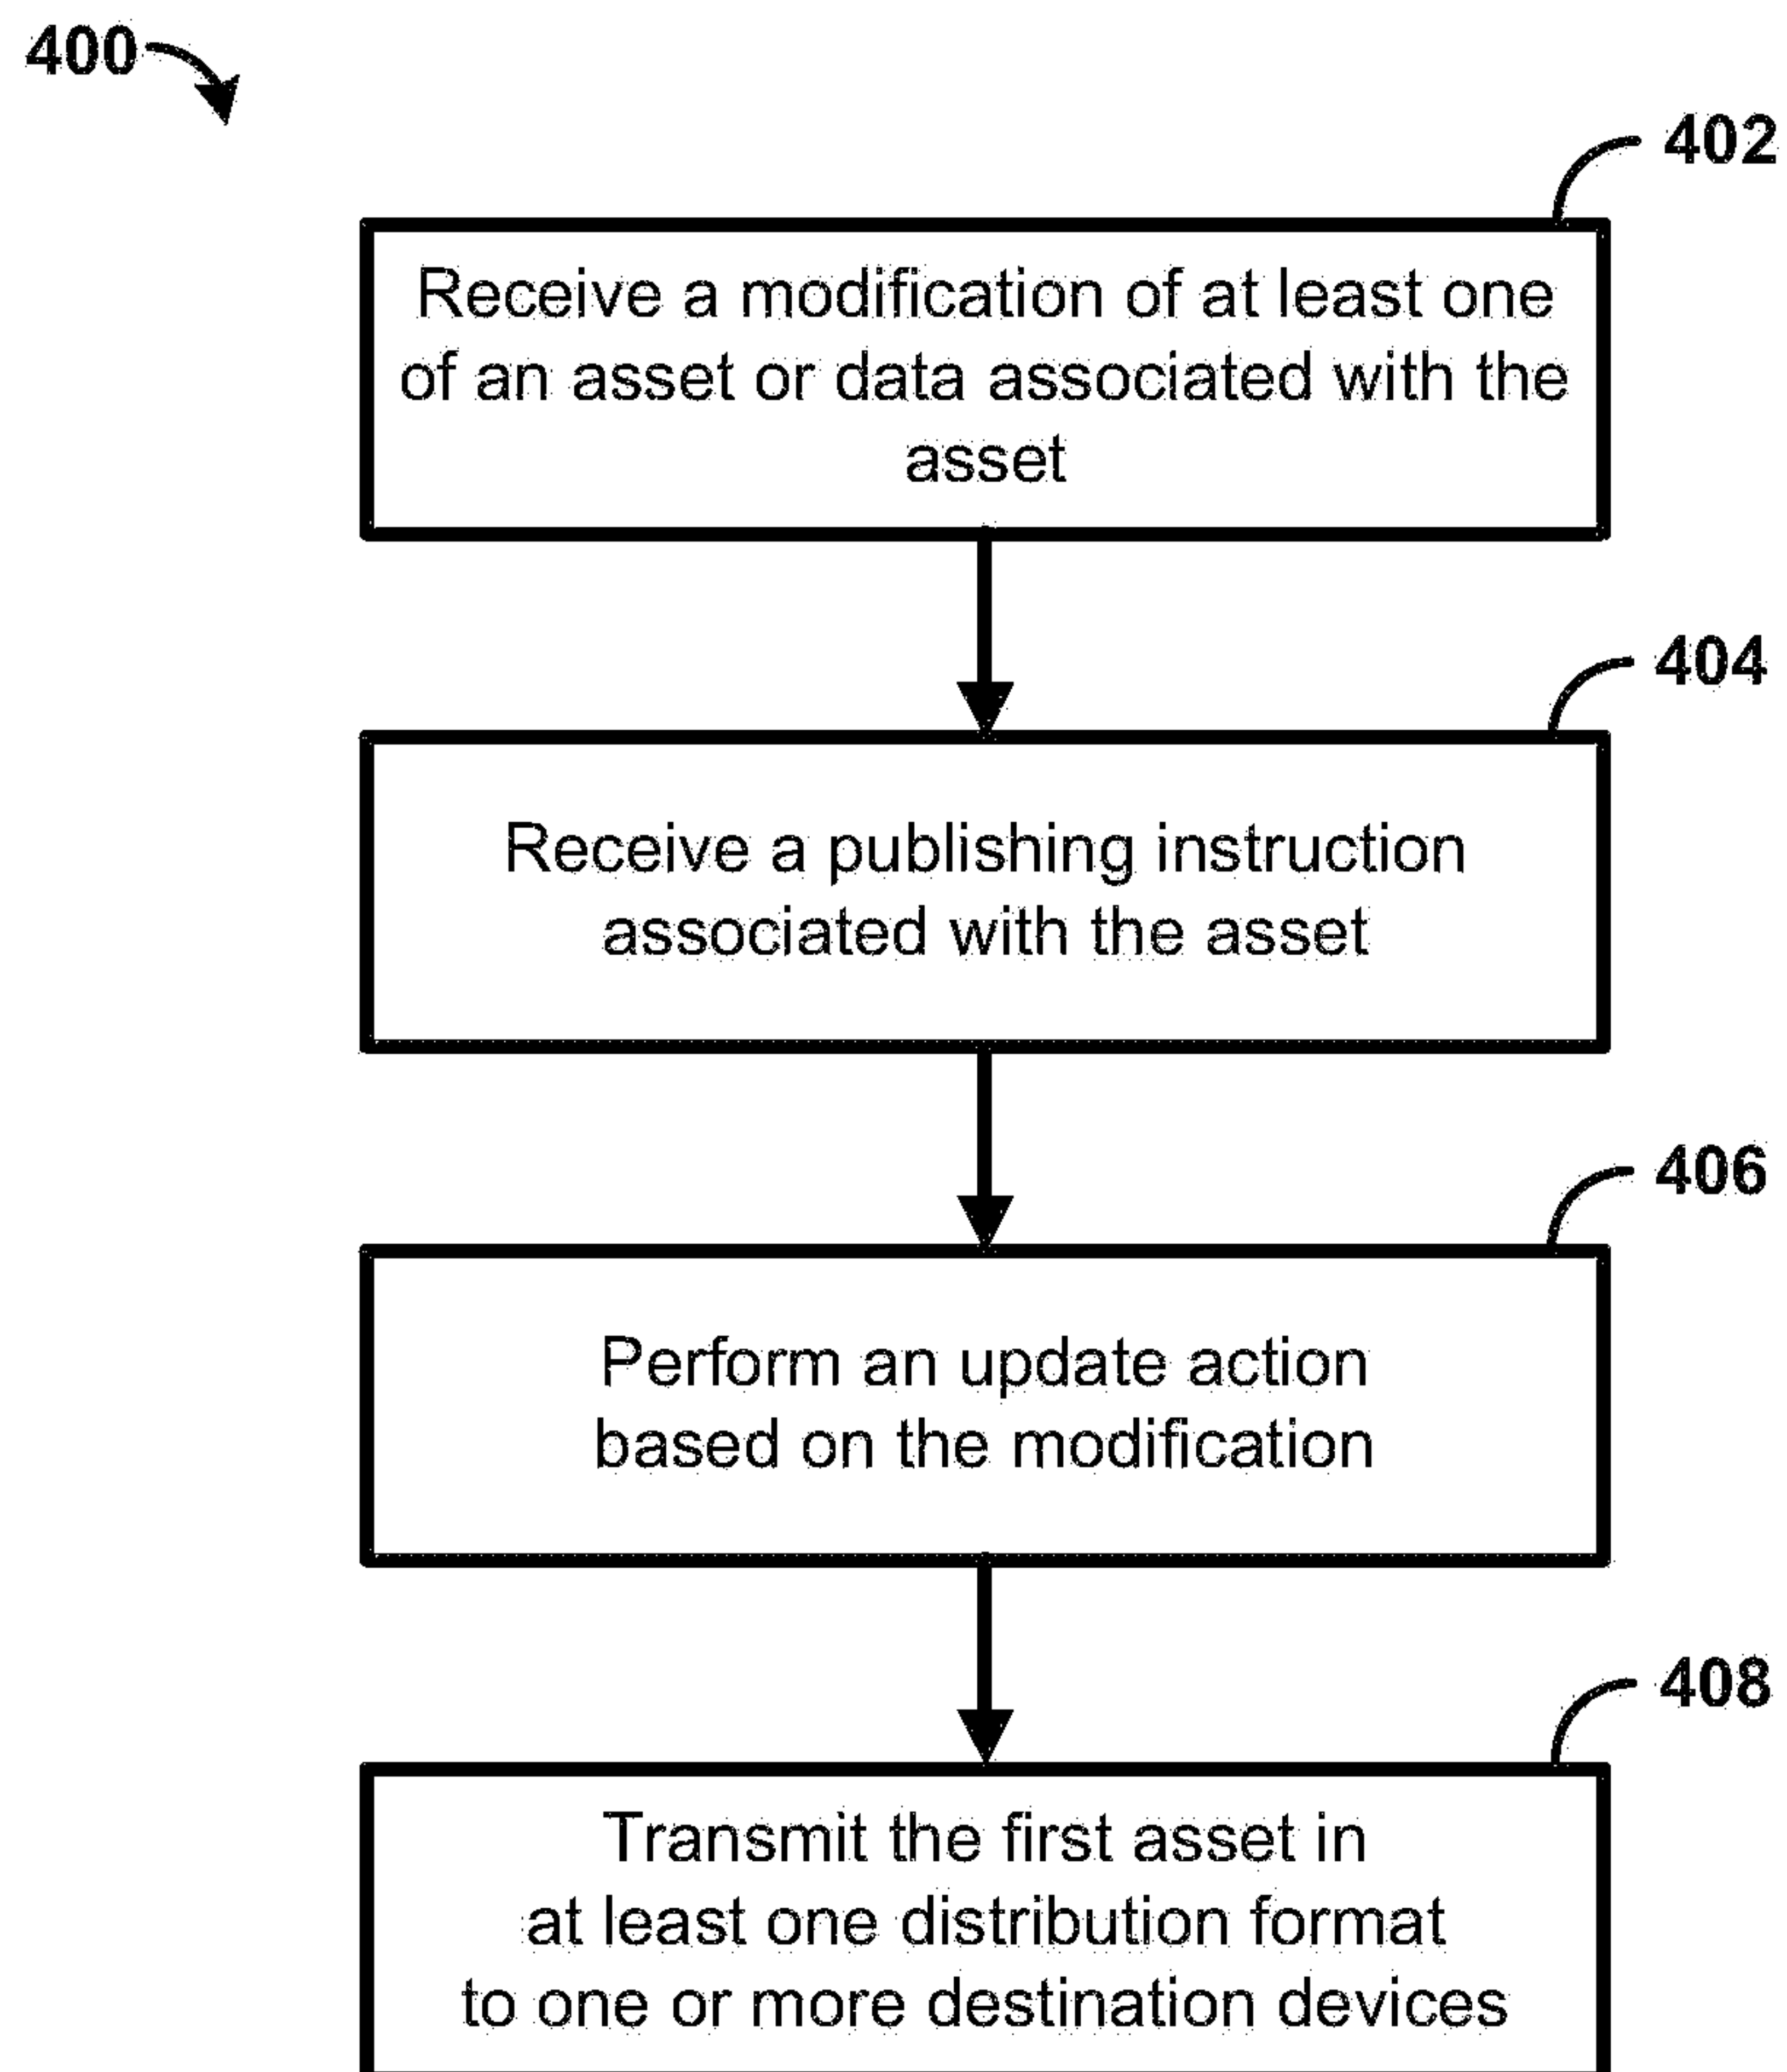 400
402
Receive a modification of at least one
of an asset or data associated with the
asset
404
Receive a publishing instruction
associated with the asset
406
Perform an update action
based on the modification
408
Transmit the first asset in
at least one distribution format
to one or more destination devices